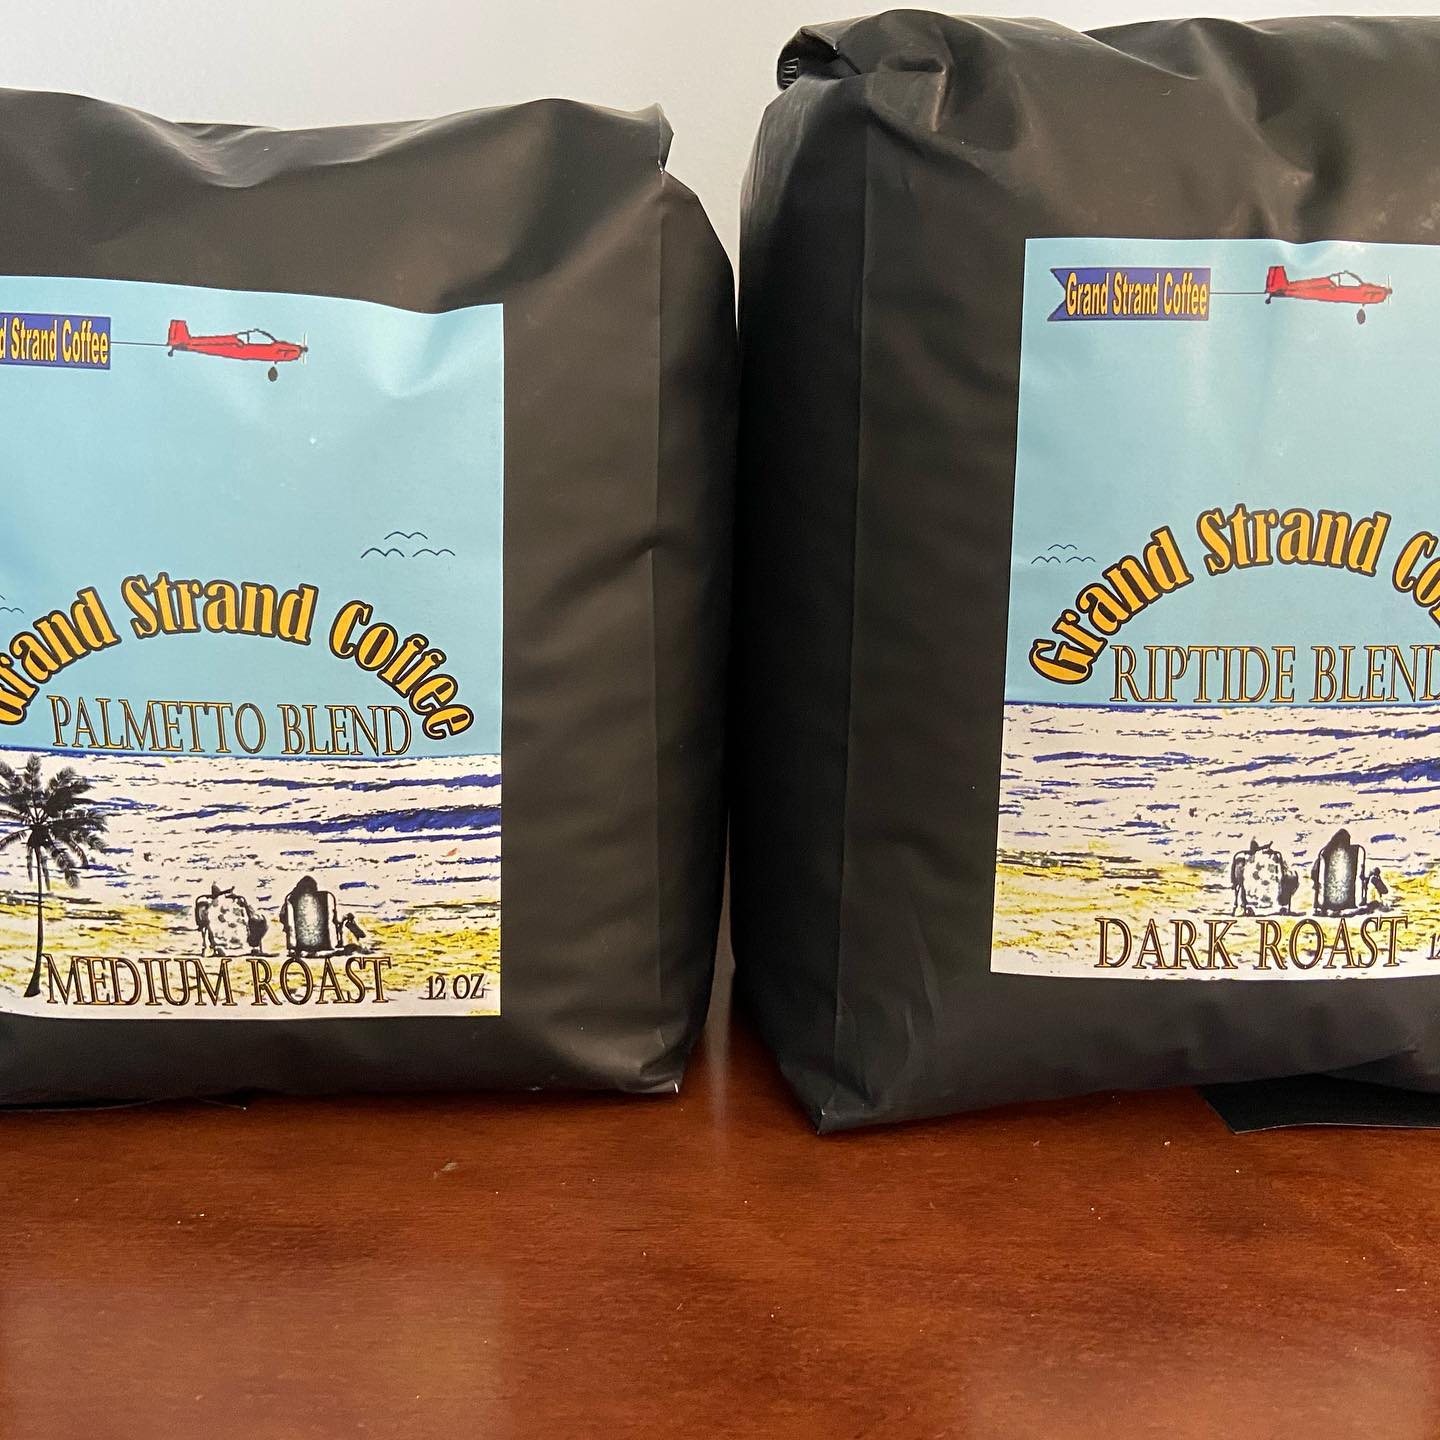 Strand Coffee
Grand Strand Coffee
PALMETTO BLEND
MEDIUM ROAST 12 OZ
Grand Strand Coffee
Grand Strand
RIPTIDE BLEND
DARK ROAST